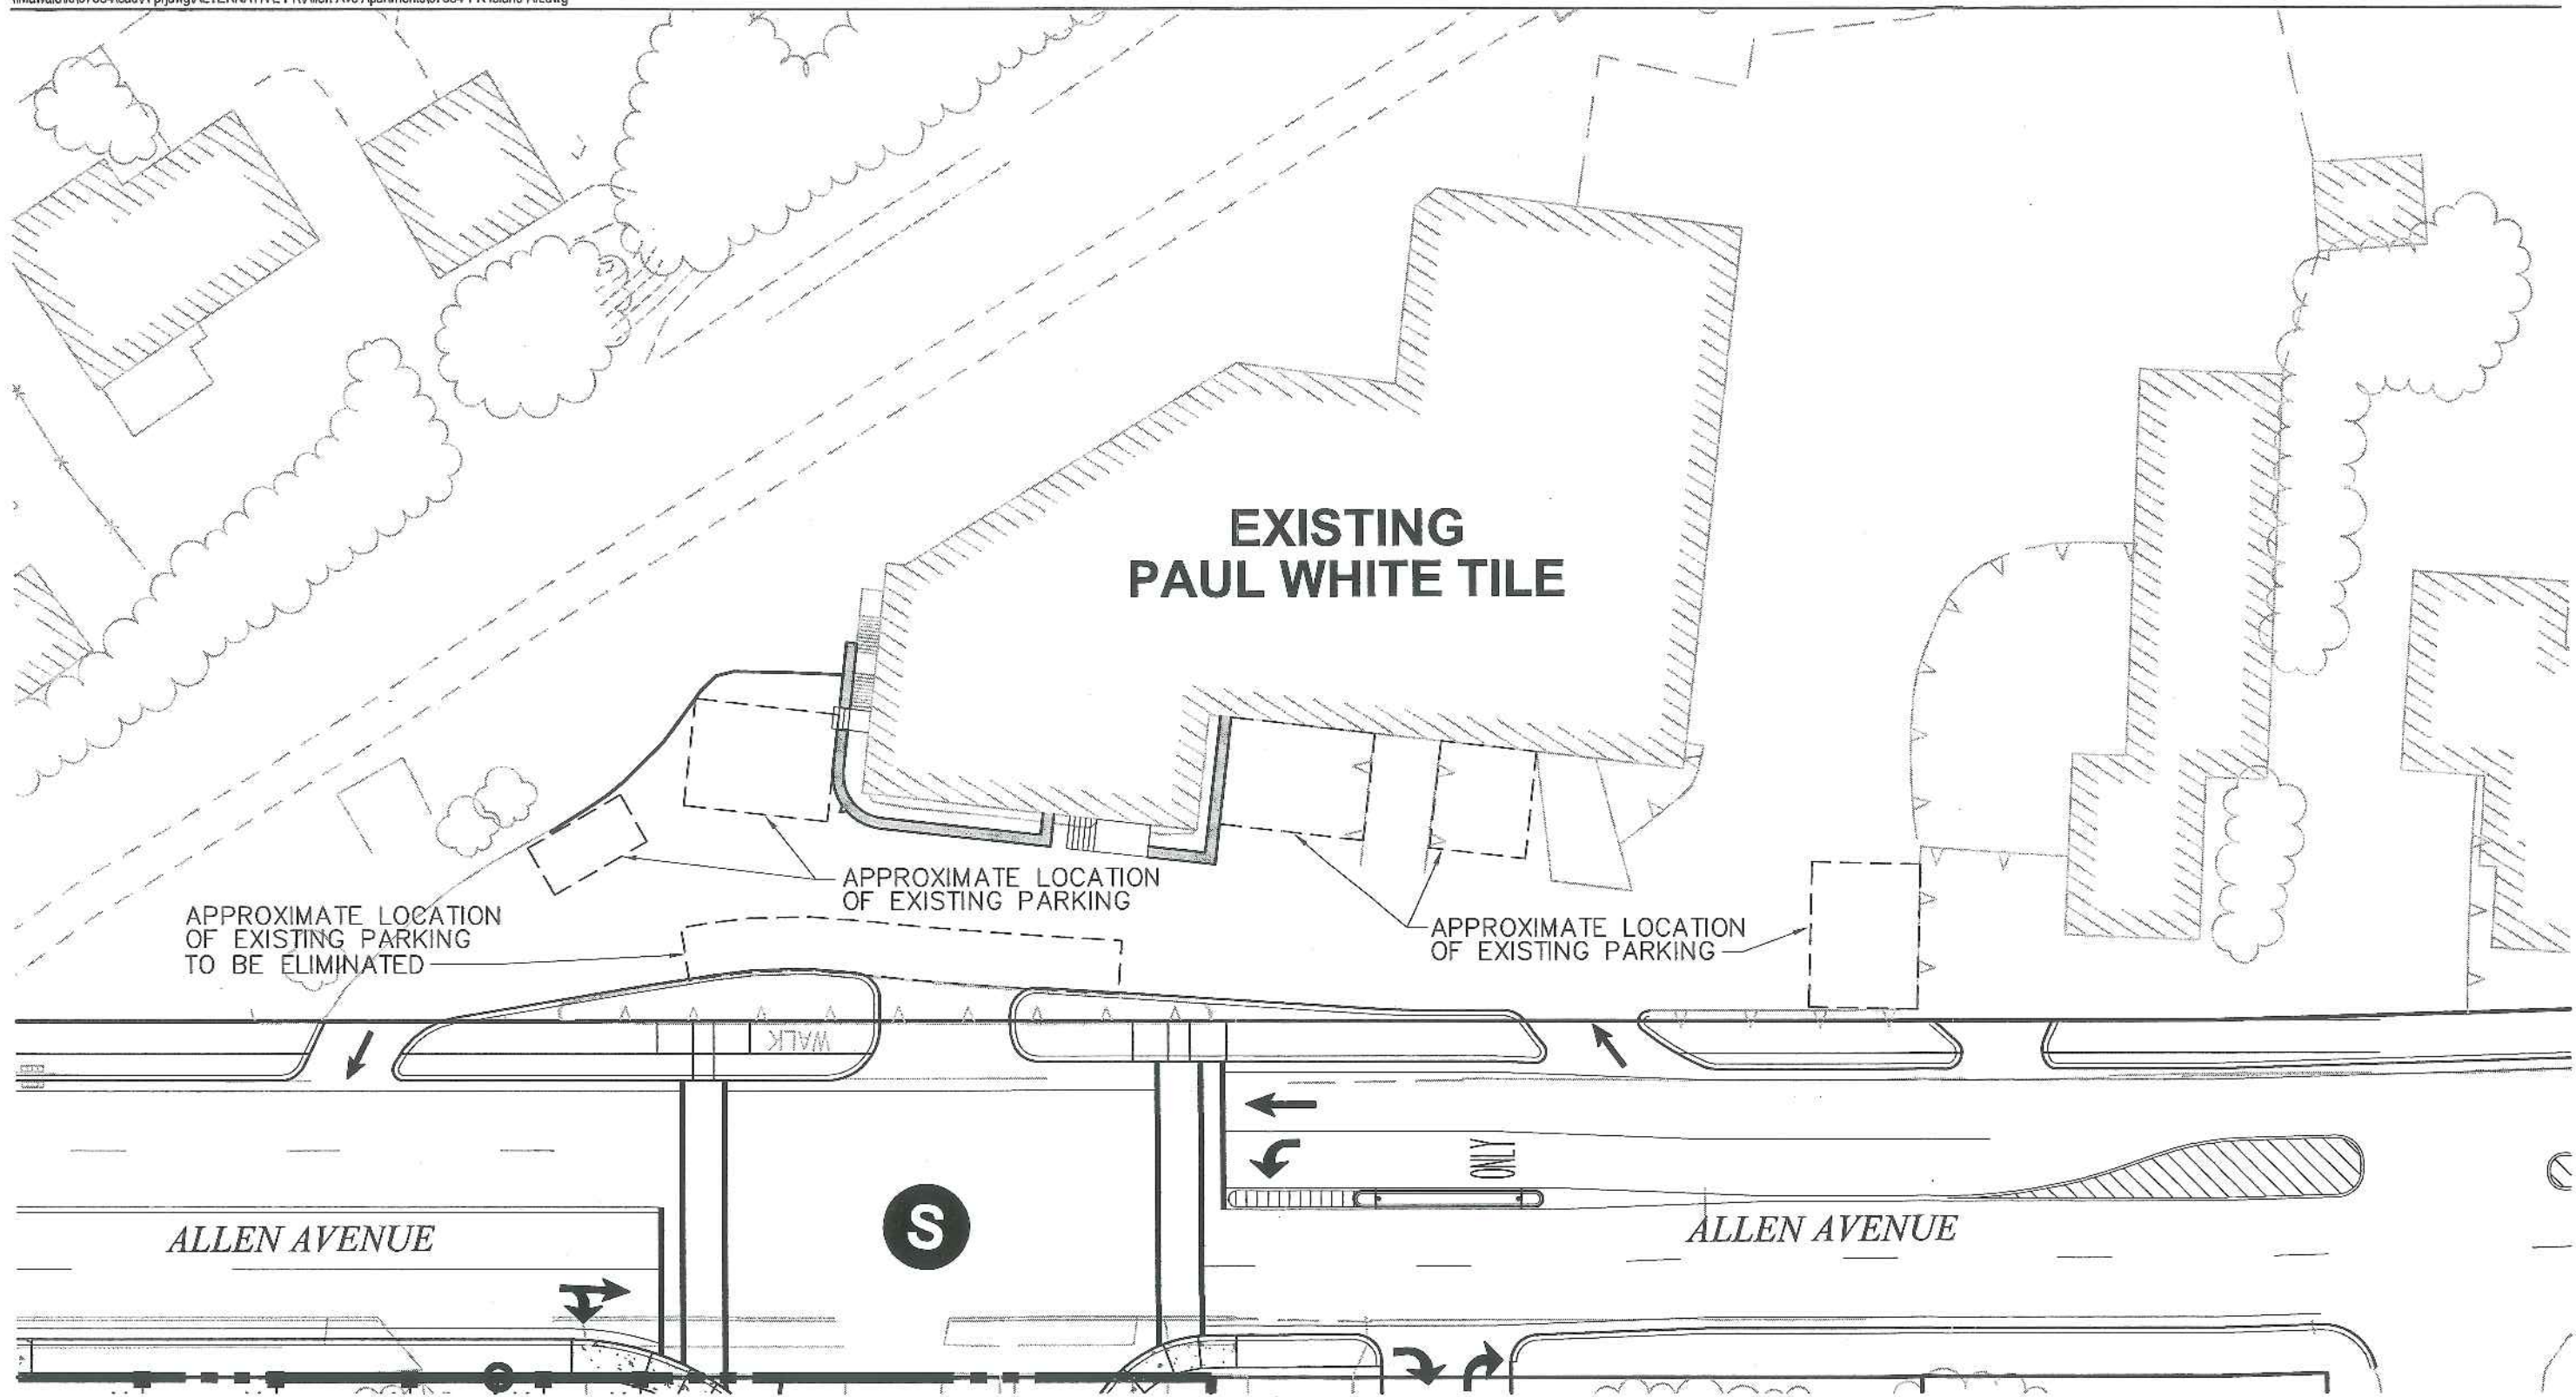 EXISTING
PAUL WHITE TILE
APPROXIMATE LOCATION
OF EXISTING PARKING
APPROXIMATE LOCATION
OF EXISTING PARKING
TO BE ELIMINATED
APPROXIMATE LOCATION
OF EXISTING PARKING
WALK
ONLY
S
ALLEN AVENUE
ALLEN AVENUE